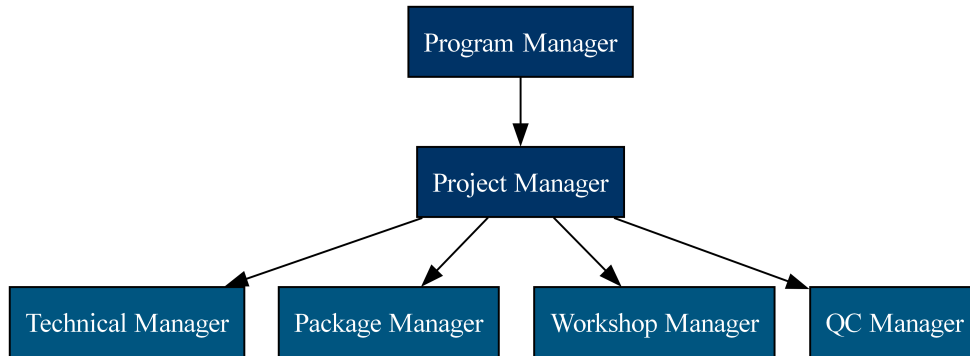 Program Manager
Project Manager
Technical Manager
Package Manager
Workshop Manager
QC Manager